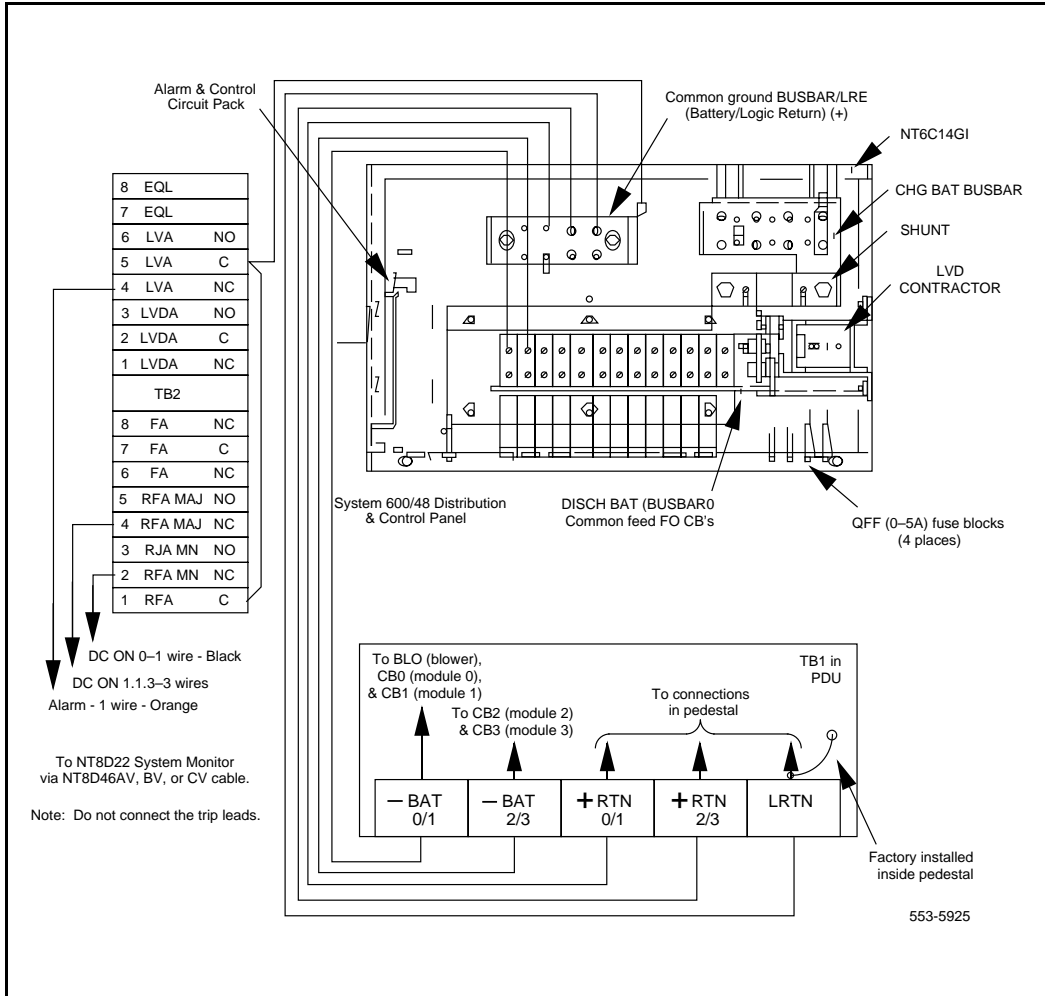 Alarm & Control
Circuit Pack
Common ground BUSBAR/LRE
(Battery/Logic Return) (+)
NT6C14GI
CHG BAT BUSBAR
SHUNT
LVD
CONTRACTOR
8 EQL
7 EQL
6 LVA NO
5 LVA C
4 LVA NC
3 LVDA NO
2 LVDA C
1 LVDA NC
TB2
8 FA NC
7 FA C
6 FA NC
5 RFA MAJ NO
4 RFA MAJ NC
3 RJA MN NO
2 RFA MN NC
1 RFA C
System 600/48 Distribution
& Control Panel
DISCH BAT (BUSBAR0
Common feed FO CB's
QFF (0–5A) fuse blocks
(4 places)
DC ON 0–1 wire - Black
DC ON 1.1.3–3 wires
Alarm - 1 wire - Orange
To NT8D22 System Monitor
via NT8D46AV, BV, or CV cable.
Note: Do not connect the trip leads.
To BLO (blower),
CB0 (module 0),
& CB1 (module 1)
To CB2 (module 2)
& CB3 (module 3)
To connections
in pedestal
TB1 in
PDU
– BAT
0/1
– BAT
2/3
+ RTN
0/1
+ RTN
2/3
LRTN
Factory installed
inside pedestal
553-5925